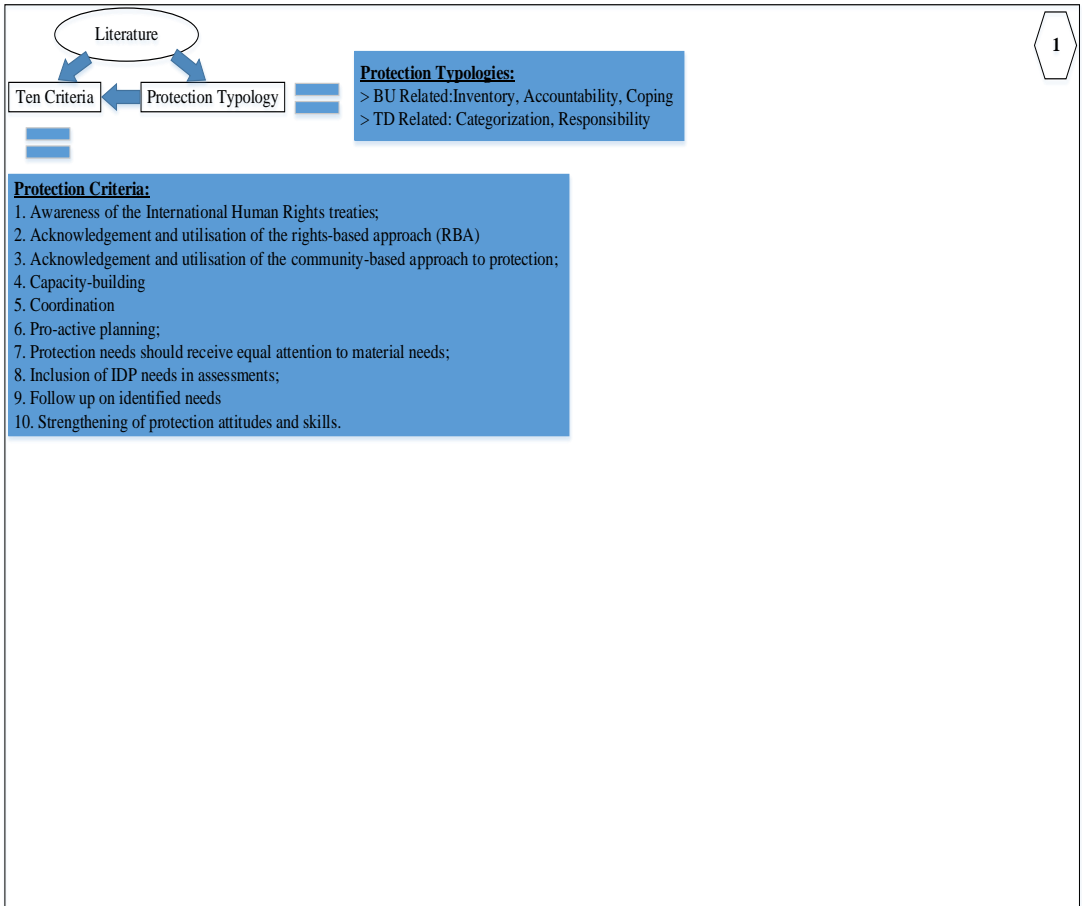 Literature
1
Ten Criteria
Protection Typology
Protection Typologies:
> BU Related:Inventory, Accountability, Coping
> TD Related: Categorization, Responsibility
Protection Criteria:
1. Awareness of the International Human Rights treaties;
2. Acknowledgement and utilisation of the rights-based approach (RBA)
3. Acknowledgement and utilisation of the community-based approach to protection;
4. Capacity-building
5. Coordination
6. Pro-active planning;
7. Protection needs should receive equal attention to material needs;
8. Inclusion of IDP needs in assessments;
9. Follow up on identified needs
10. Strengthening of protection attitudes and skills.